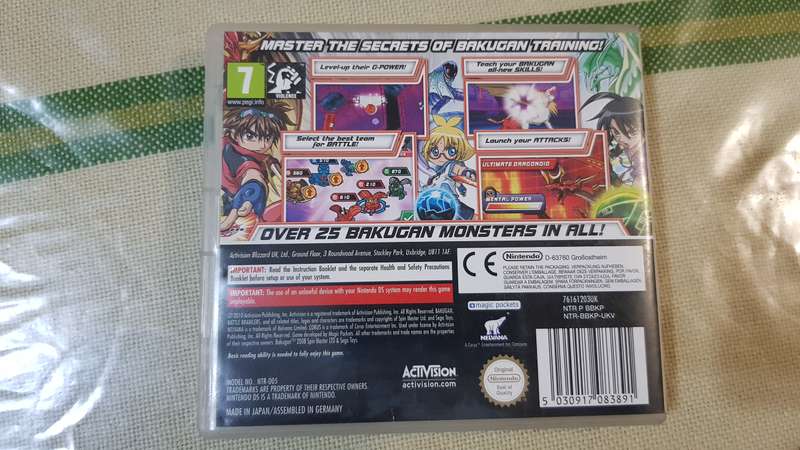 MASTER THE SECRETS OF BAKUGAN TRAINING!
7
www.pegi.info
VIOLENCE
Level-up their G-POWER!
Teach your BAKUGAN
all-new SKILLS!
Select the best team
for BATTLE!
Launch your ATTACKS!
ULTIMATE DRAGONOID
MENTAL POWER
OVER 25 BAKUGAN MONSTERS IN ALL!
Activision Blizzard UK, Ltd., Ground Floor, 3 Roundwood Avenue, Stockley Park, Uxbridge, UB11 1AF.
IMPORTANT: Read the Instruction Booklet and the separate Health and Safety Precautions
Booklet before setup or use of your system.
IMPORTANT: The use of an unlawful device with your Nintendo DS system may render this game
unplayable.
Basic reading ability is needed to fully enjoy this game.
MODEL NO.: NTR-005
TRADEMARKS ARE PROPERTY OF THEIR RESPECTIVE OWNERS.
NINTENDO DS IS A TRADEMARK OF NINTENDO.
MADE IN JAPAN/ASSEMBLED IN GERMANY
ACTIVISION
activision.com
CE
Nintendo
D-63760 Großostheim
PLEASE RETAIN THE PACKAGING. VERPACKUNG AUFHEBEN.
magic pockets
NELVANA
76161203UK
NTR P BBKP
NTR-BBKP-UKV
Original
Nintendo
Seal of
Quality
5 030917 083891